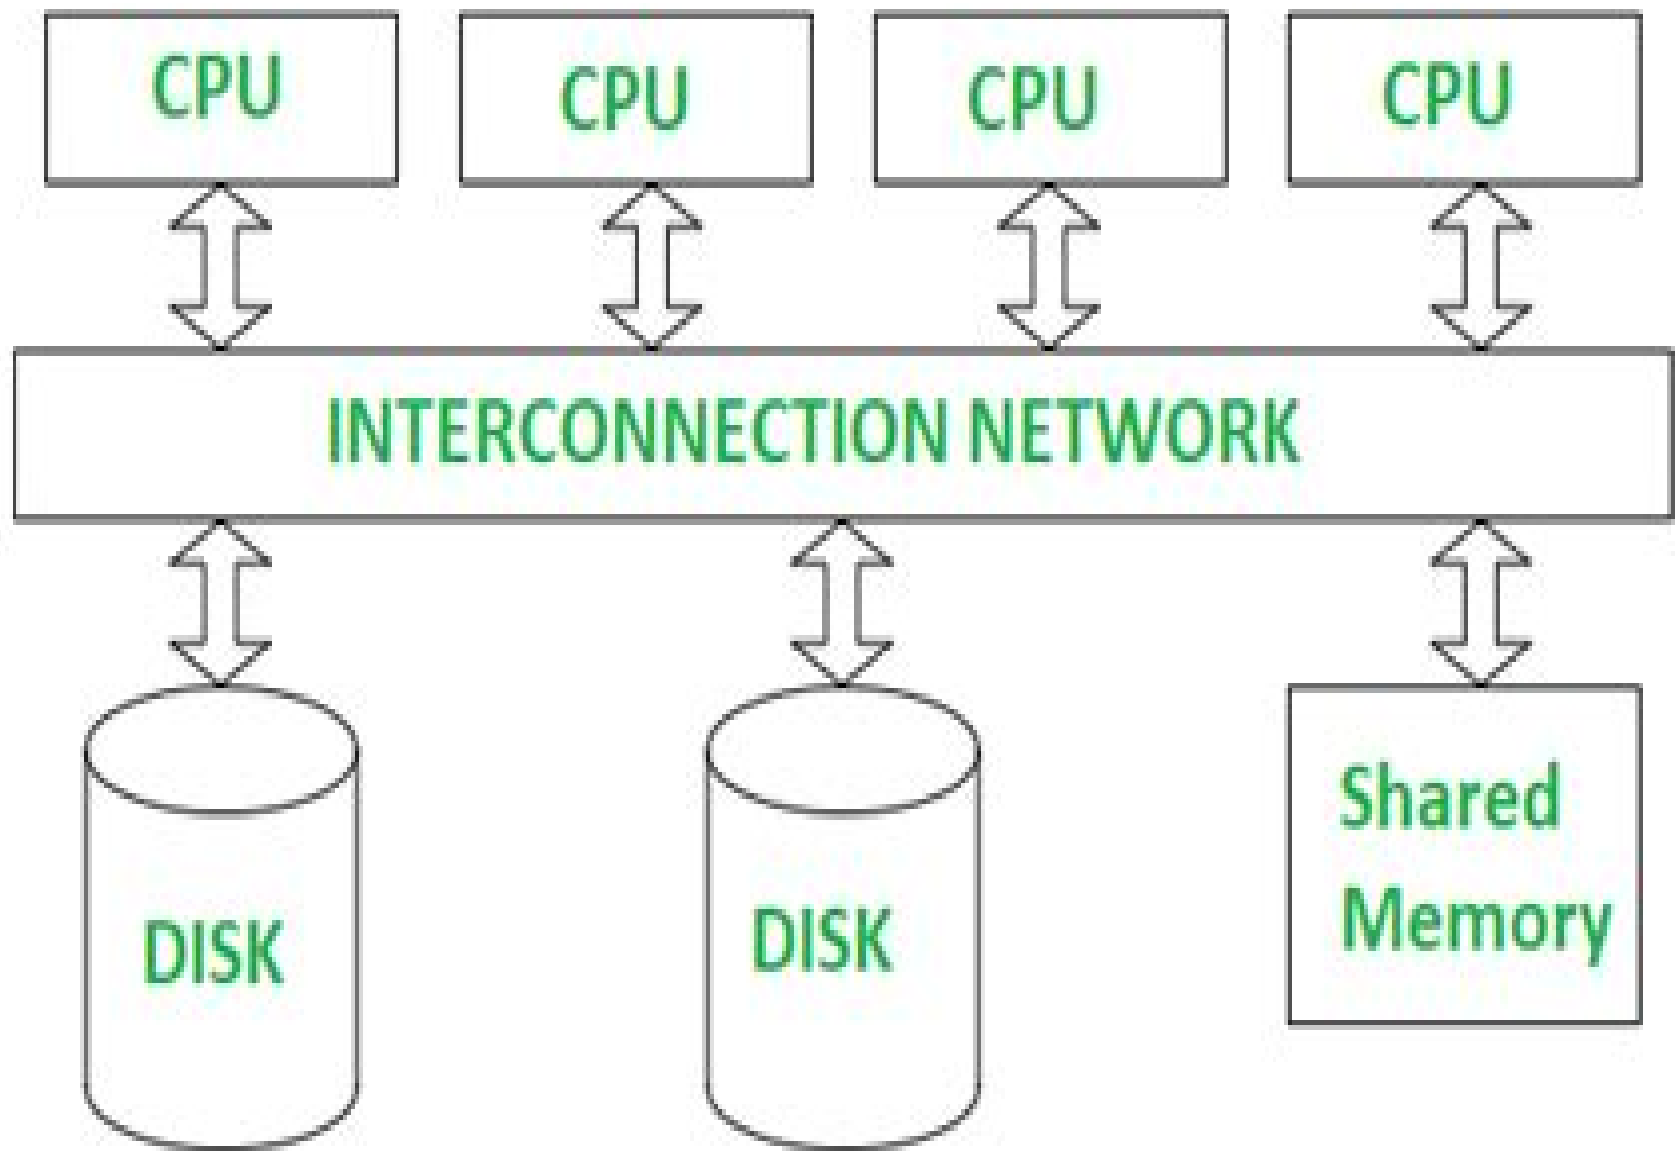 CPU
CPU
CPU
CPU
INTERCONNECTION NETWORK
DISK
DISK
Shared
Memory